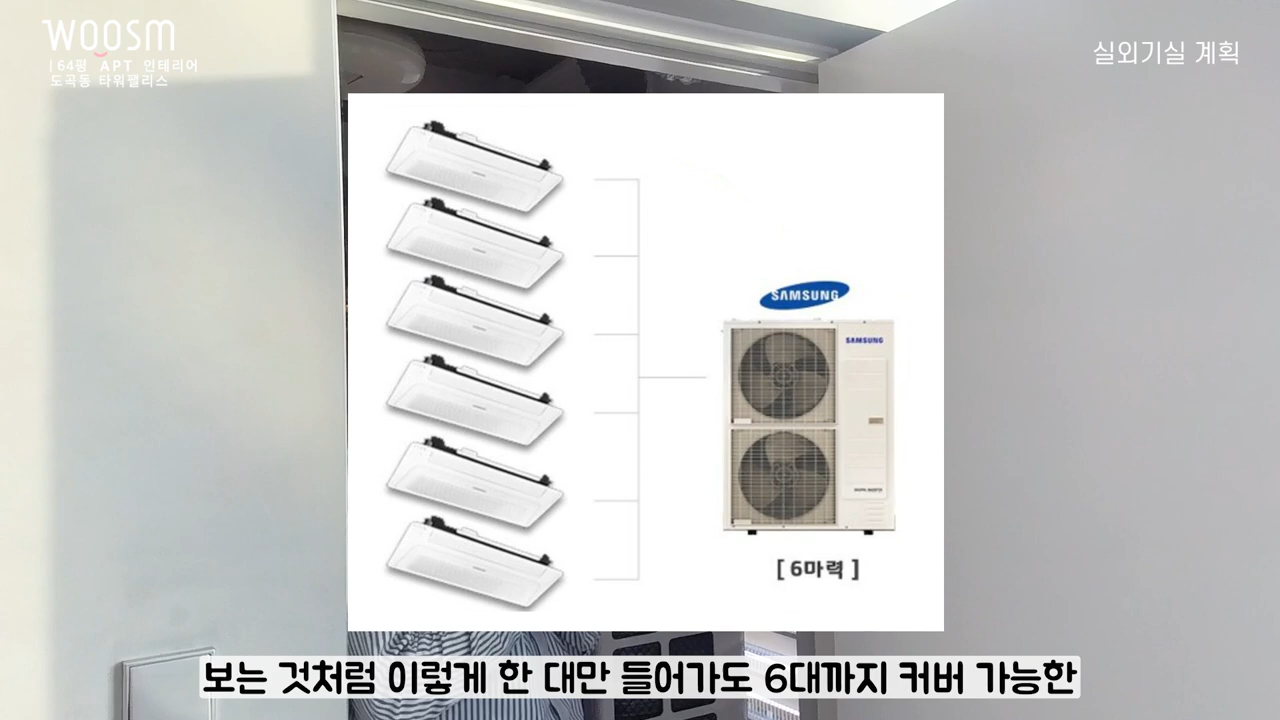 WOOSM
| 64평 APT 인테리어
도곡동 타워팰리스
실외기실 계획
SAMSUNG
SAMSUNG
[ 6마력 ]
보는 것처럼 이렇게 한 대만 들어가도 6대까지 커버 가능한